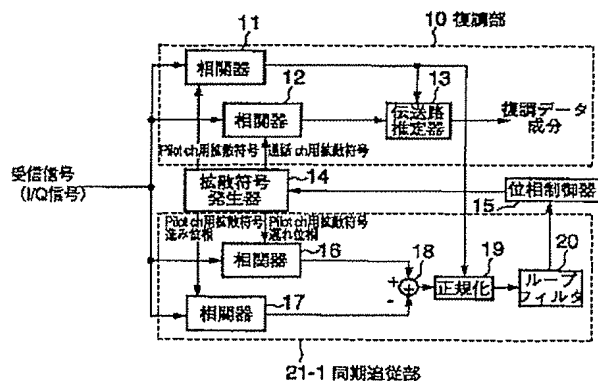 11
10 復調部
相関器
12
13
相関器
伝送路
推定器
復調データ
成分
Pilot ch用拡散符号
通話 ch用拡散符号
受信信号
(I/Q信号)
拡散符号
発生器
14
位相制御器
15
Pilot ch用拡散符号
進み位相
Pilot ch用拡散符号
遅れ位相
16
相関器
+
+
18
19
正規化
20
ループ
フィルタ
-
17
相関器
21-1 同期追従部